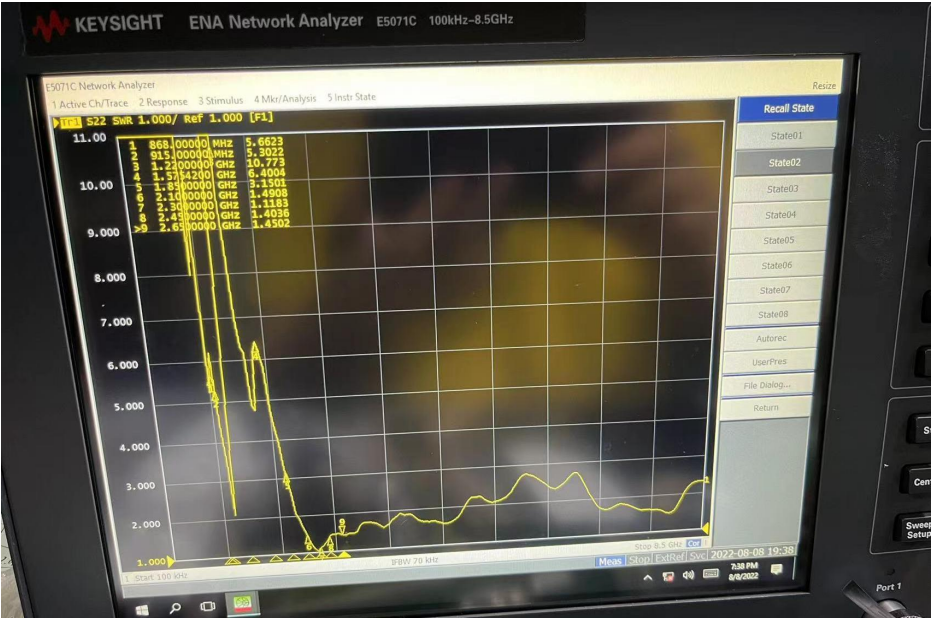 KEYSIGHT ENA Network Analyzer E5071C 100kHz-8.5GHz
E5071C Network Analyzer
Resize
1 Active Ch/Trace 2 Response 3 Stimulus 4 Mkr/Analysis 5 Instr State
Tr1 S22 SWR 1.000/ Ref 1.000 [F1]
11.00
10.00
9.000
8.000
7.000
6.000
5.000
4.000
3.000
2.000
1.000
1 868.00000 MHz 5.6623
2 915.00000 MHz 5.3022
3 1.2200000 GHz 10.773
4 1.5754200 GHz 6.4004
5 1.8500000 GHz 3.1501
6 2.1000000 GHz 1.4908
7 2.3000000 GHz 1.1183
8 2.4500000 GHz 1.4036
>9 2.6500000 GHz 1.4502
Recall State
State01
State02
State03
State04
State05
State06
State07
State08
Autorec
UserPres
File Dialog...
Return
1 Start 100 kHz
IFBW 70 kHz
Stop 8.5 GHz Cor
Meas Stop ExtRef Svc 2022-08-08 19:38
7:38 PM
8/8/2022
Cen
Sweep
Setup
Port 1